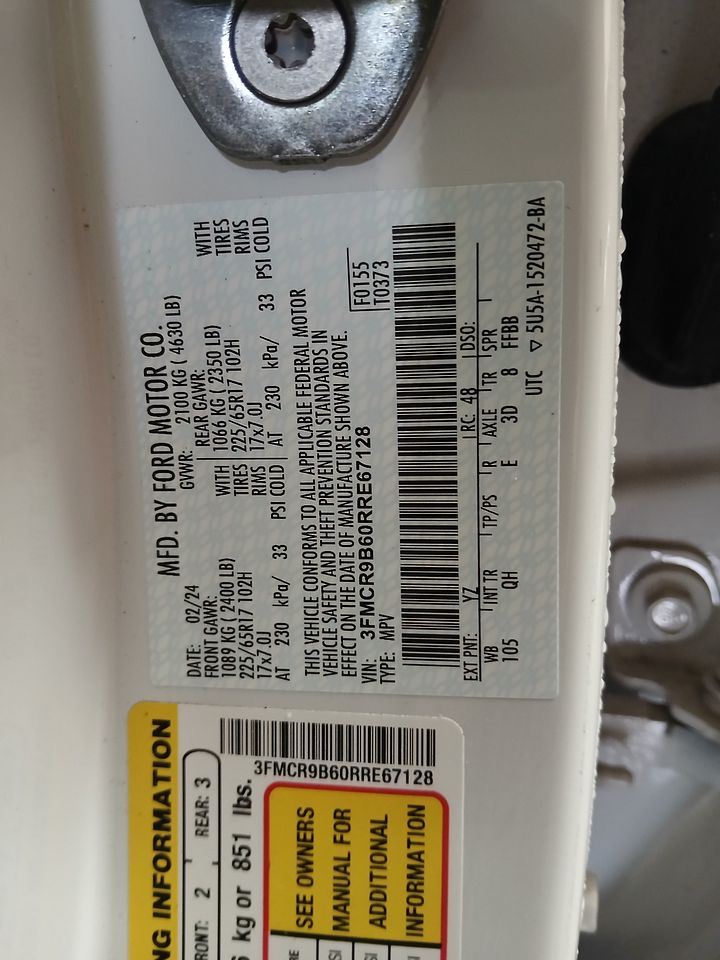 MFD. BY FORD MOTOR CO.
DATE: 02/24 GVWR: 2100 KG ( 4630 LB)
FRONT GAWR: REAR GAWR:
1089 KG ( 2400 LB) WITH 1066 KG ( 2350 LB) WITH
225/65R17 102H TIRES 225/65R17 102H TIRES
17x7.0J RIMS 17x7.0J RIMS
AT 230 kPa/ 33 PSI COLD AT 230 kPa/ 33 PSI COLD
THIS VEHICLE CONFORMS TO ALL APPLICABLE FEDERAL MOTOR
VEHICLE SAFETY AND THEFT PREVENTION STANDARDS IN
EFFECT ON THE DATE OF MANUFACTURE SHOWN ABOVE.
VIN: 3FMCR9B60RRE67128 F0155
TYPE: MPV T0373
EXT PNT: YZ RC: 48 DSO:
WB INT TR TP/PS R AXLE TR SPR
105 QH E 3D 8 FFBB
UTC ▽ 5U5A-1520472-BA
NG INFORMATION
FRONT: 2 REAR: 3
kg or 851 lbs.
3FMCR9B60RRE67128
SEE OWNERS
MANUAL FOR
ADDITIONAL
INFORMATION